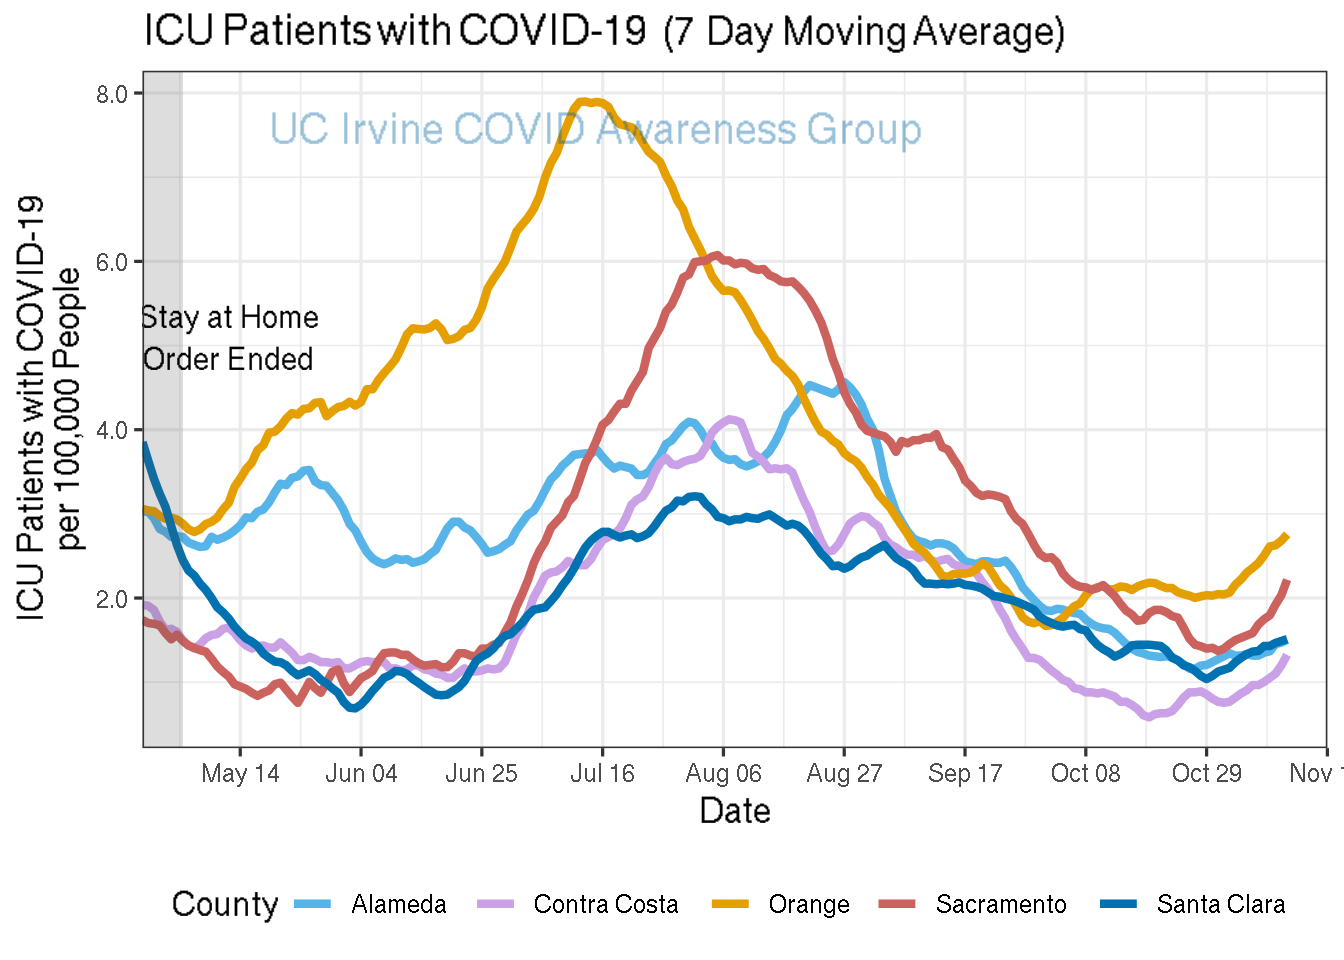 ICU Patients with COVID-19 (7 Day Moving Average)
UC Irvine COVID Awareness Group
8.0
6.0
4.0
2.0
ICU Patients with COVID-19
per 100,000 People
Stay at Home
Order Ended
May 14 Jun 04 Jun 25 Jul 16 Aug 06 Aug 27 Sep 17 Oct 08 Oct 29 Nov
Date
County Alameda Contra Costa Orange Sacramento Santa Clara